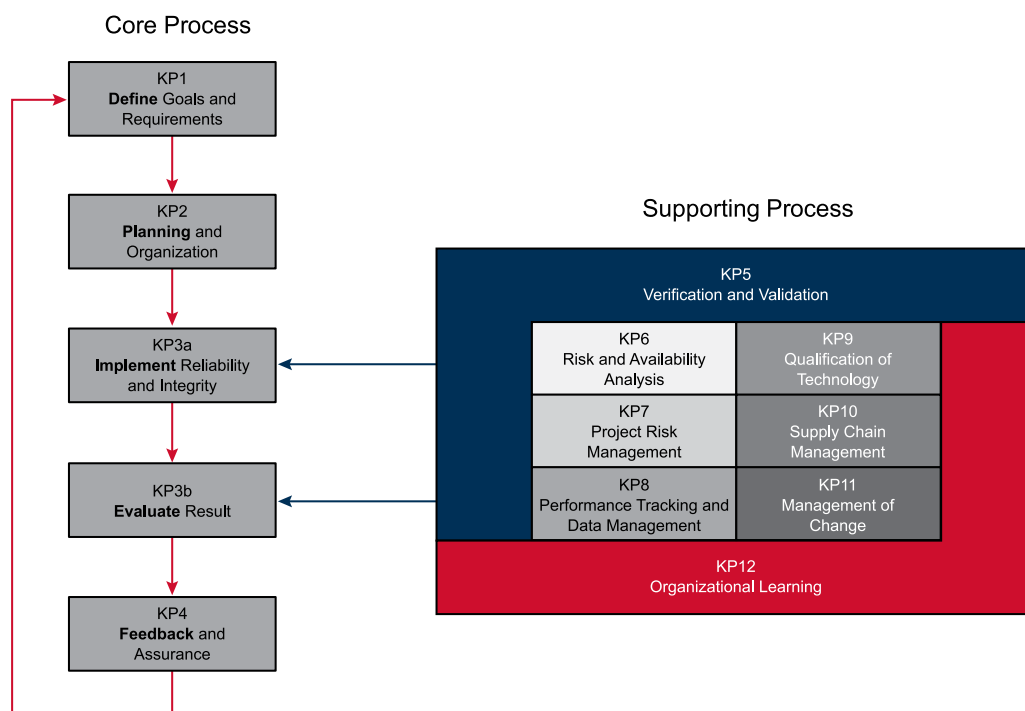 Core Process
KP1
Define Goals and
Requirements
KP2
Planning and
Organization
KP3a
Implement Reliability
and Integrity
KP3b
Evaluate Result
KP4
Feedback and
Assurance
Supporting Process
KP5
Verification and Validation
KP6
Risk and Availability
Analysis
KP9
Qualification of
Technology
KP7
Project Risk
Management
KP10
Supply Chain
Management
KP8
Performance Tracking and
Data Management
KP11
Management of
Change
KP12
Organizational Learning